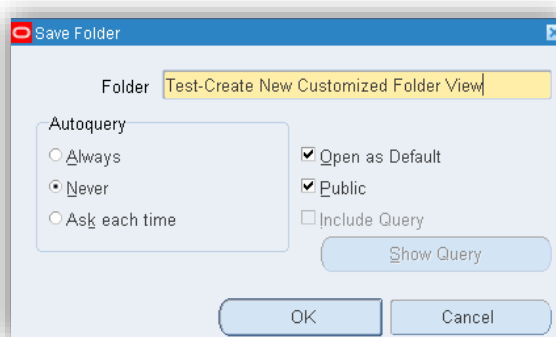 Save Folder
Folder Test-Create New Customized Folder View
Autoquery
Always
Open as Default
Never
Public
Ask each time
Include Query
Show Query
OK Cancel